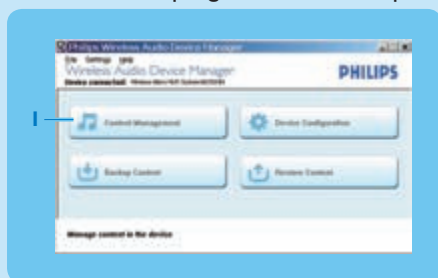 Philips Wireless Audio Device Manager
File Settings Help
Wireless Audio Device Manager
PHILIPS
Device connected:
I
Content Management
Device Configuration
Backup Content
Restore Content
Manage content in the device